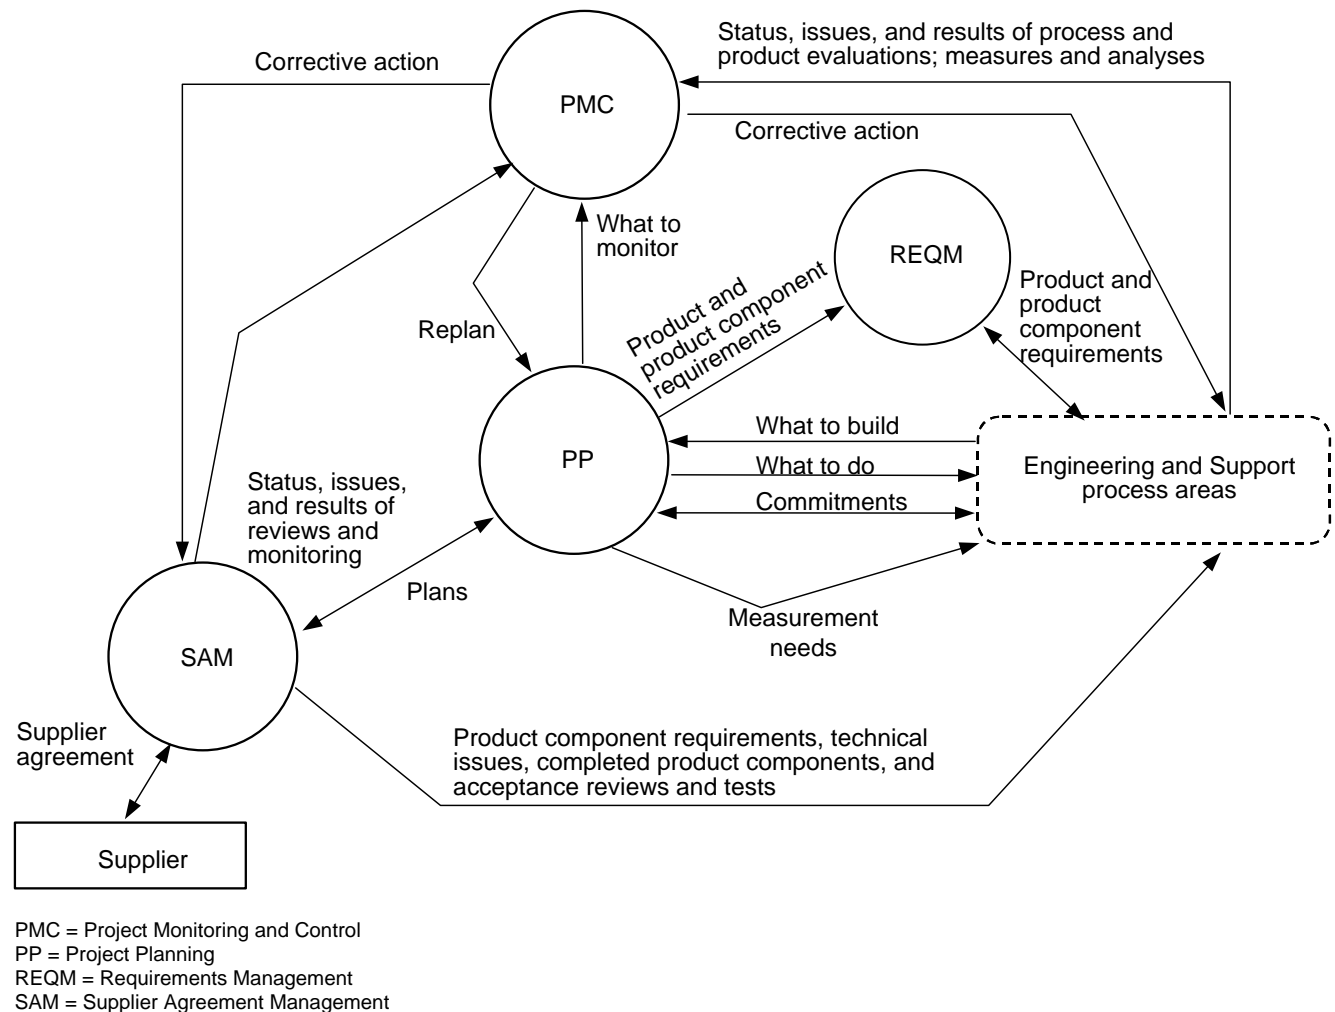 Status, issues, and results of process and
product evaluations; measures and analyses
Corrective action
PMC
Corrective action
What to
monitor
REQM
Product and
product component
requirements
Product and
product
component
requirements
Replan
What to build
PP
What to do
Engineering and Support
process areas
Commitments
Status, issues,
and results of
reviews and
monitoring
Plans
Measurement
needs
SAM
Supplier
agreement
Product component requirements, technical
issues, completed product components, and
acceptance reviews and tests
Supplier
PMC = Project Monitoring and Control
PP = Project Planning
REQM = Requirements Management
SAM = Supplier Agreement Management